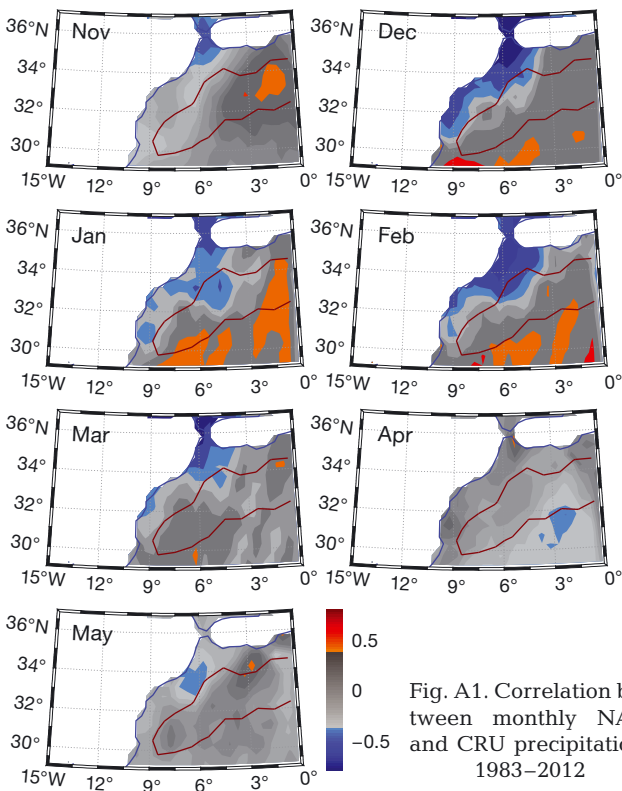 36°N
Nov
34°
32°
30°
15°W 12° 9° 6° 3° 0°
36°N
Dec
34°
32°
30°
15°W 12° 9° 6° 3° 0°
36°N
Jan
34°
32°
30°
15°W 12° 9° 6° 3° 0°
36°N
Feb
34°
32°
30°
15°W 12° 9° 6° 3° 0°
36°N
Mar
34°
32°
30°
15°W 12° 9° 6° 3° 0°
36°N
Apr
34°
32°
30°
15°W 12° 9° 6° 3° 0°
36°N
May
34°
32°
30°
15°W 12° 9° 6° 3° 0°
0.5
0
−0.5
Fig. A1. Correlation b
tween monthly NA
and CRU precipitatio
1983–2012